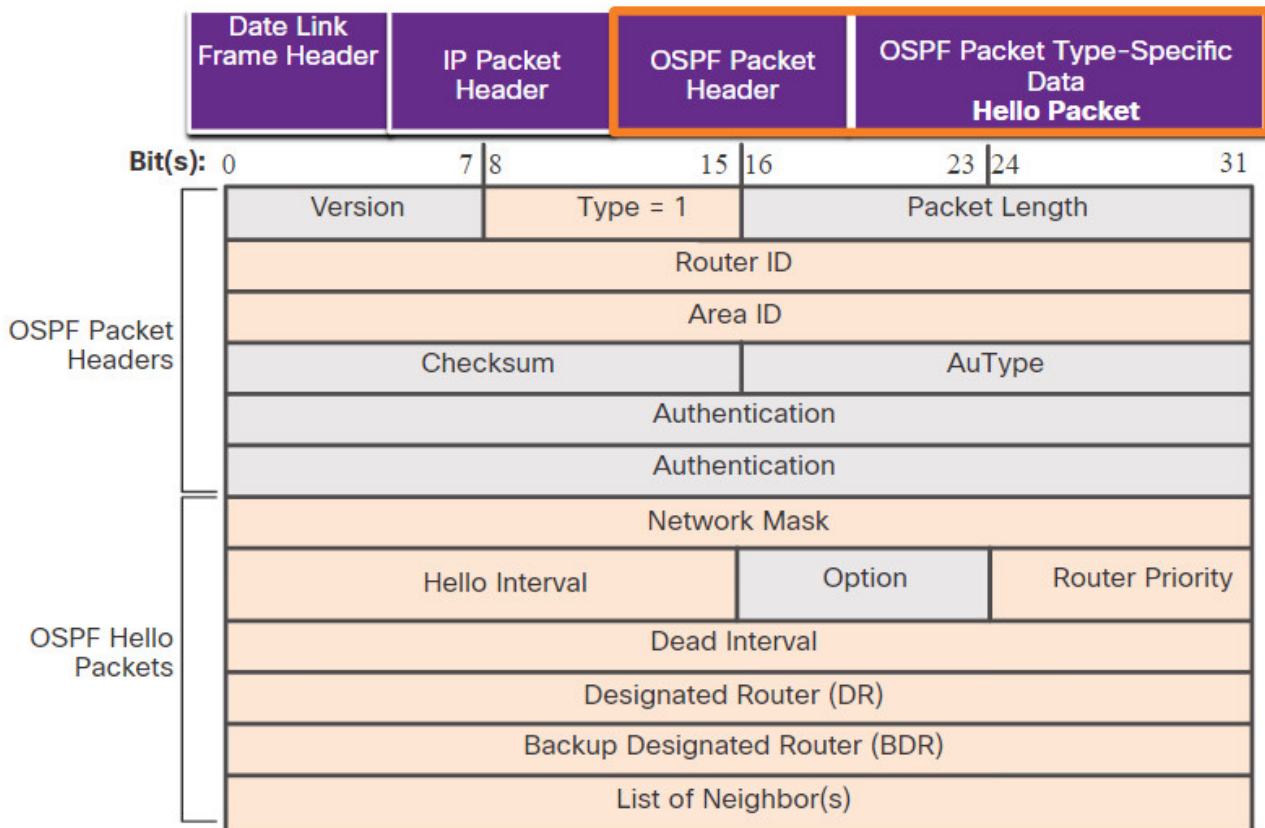 Date Link
Frame Header
IP Packet
Header
OSPF Packet
Header
OSPF Packet Type-Specific
Data
Hello Packet
Bit(s): 0 7 8 15 16 23 24 31
Version Type = 1 Packet Length
Router ID
Area ID
OSPF Packet
Headers
Checksum AuType
Authentication
Authentication
Network Mask
Hello Interval Option Router Priority
OSPF Hello
Packets
Dead Interval
Designated Router (DR)
Backup Designated Router (BDR)
List of Neighbor(s)